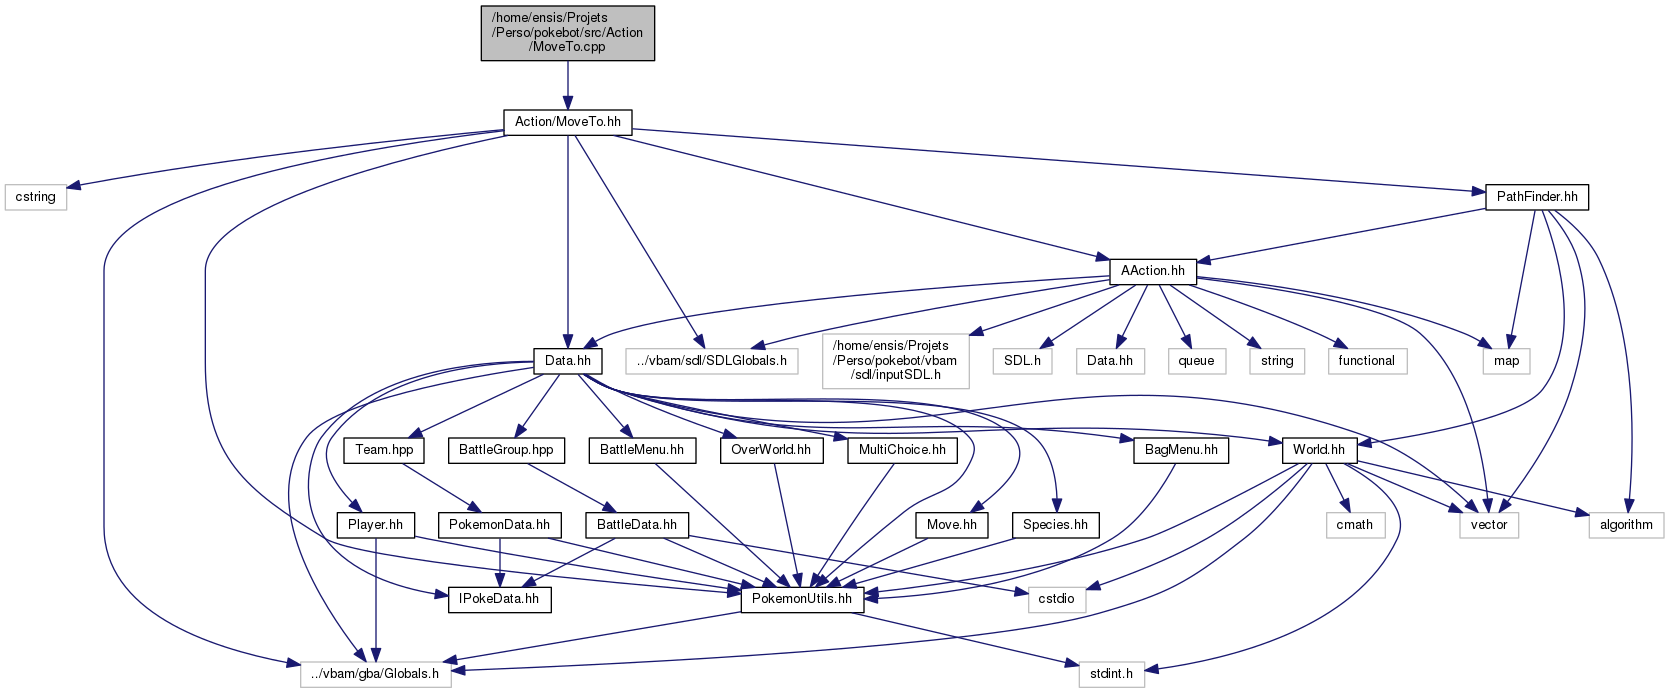 /home/ensis/Projets
/Perso/pokebot/src/Action
/MoveTo.cpp
Action/MoveTo.hh
cstring
PathFinder.hh
AAction.hh
Data.hh
../vbam/sdl/SDLGlobals.h
/home/ensis/Projets
/Perso/pokebot/vbam
/sdl/inputSDL.h
SDL.h
Data.hh
queue
string
functional
map
Team.hpp
BattleGroup.hpp
BattleMenu.hh
OverWorld.hh
MultiChoice.hh
BagMenu.hh
World.hh
Player.hh
PokemonData.hh
BattleData.hh
Move.hh
Species.hh
cmath
vector
algorithm
IPokeData.hh
PokemonUtils.hh
cstdio
../vbam/gba/Globals.h
stdint.h